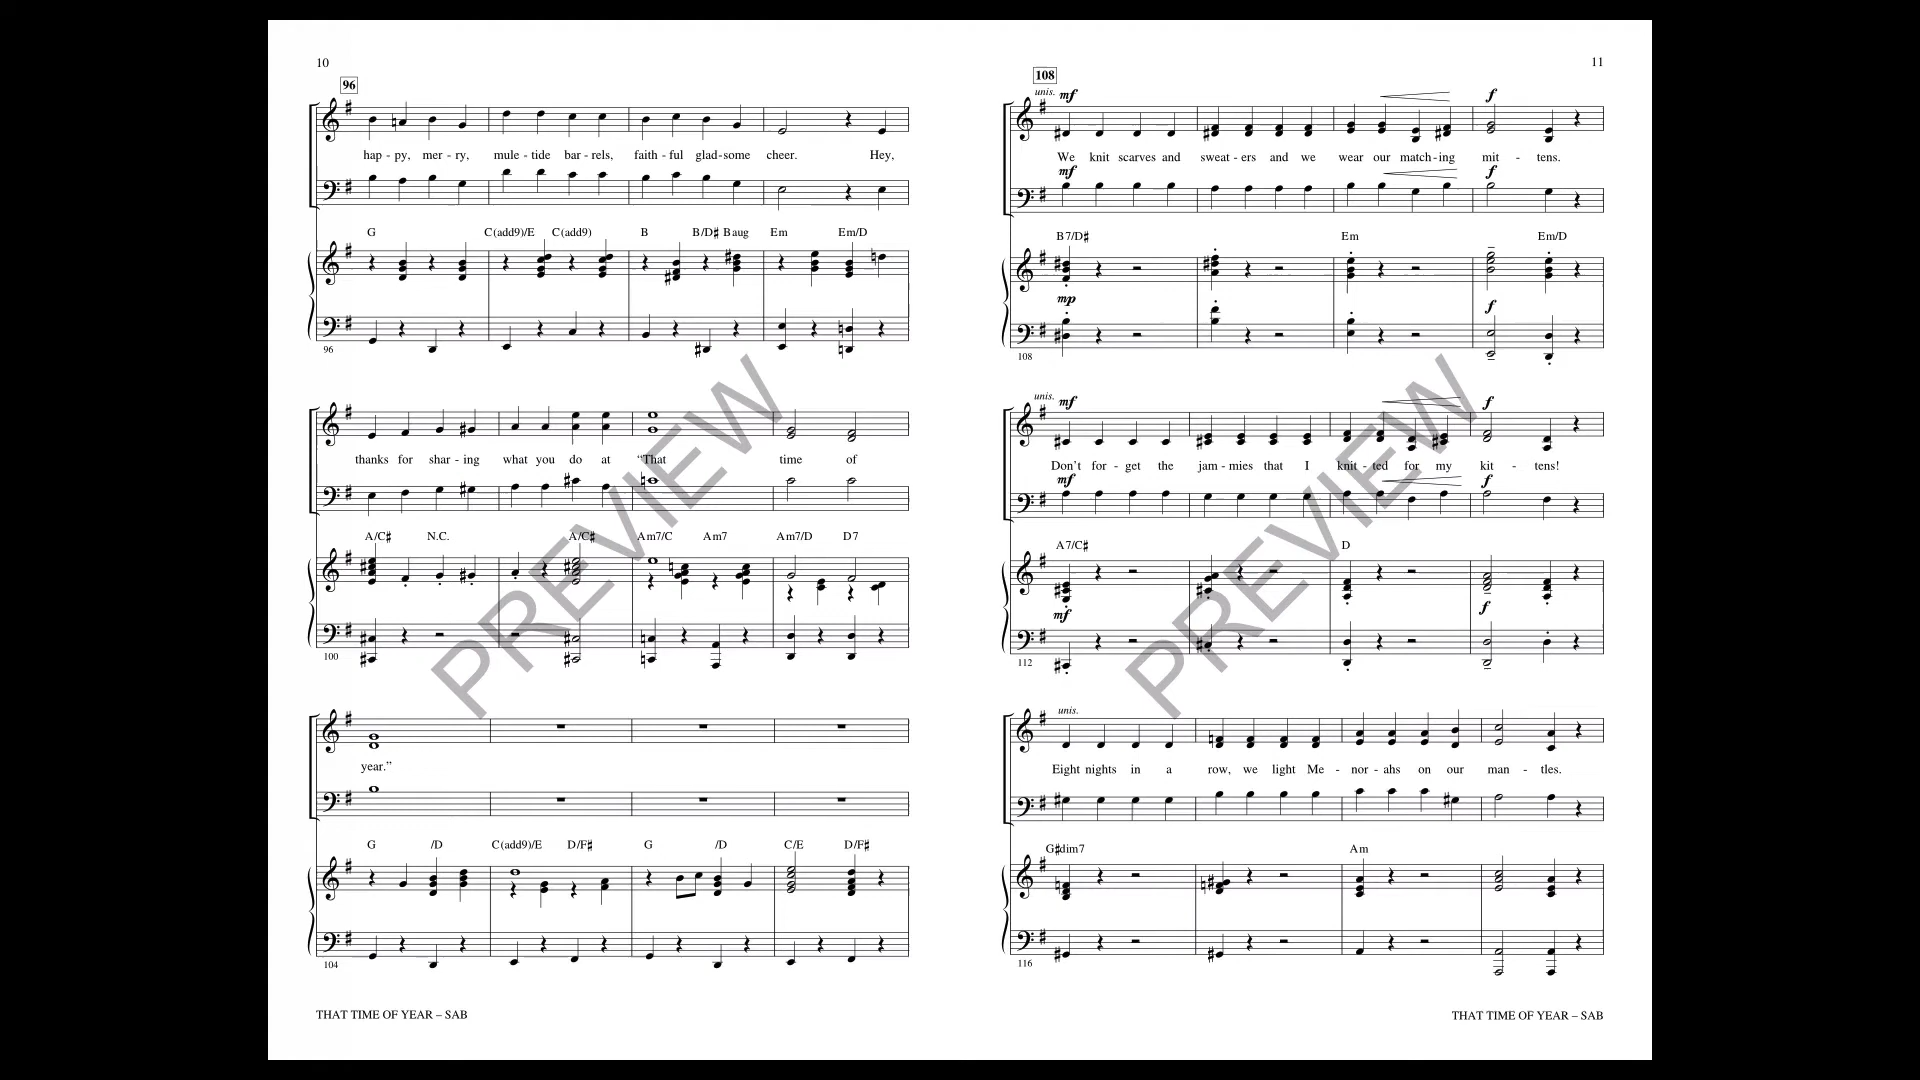 10
96
hap - py, mer - ry, mule - tide bar - rels, faith - ful glad - some cheer. Hey,
G C(add9)/E C(add9) B B/D♯ Baug Em Em/D
96
thanks for shar - ing what you do at “That time of
A/C♯ N.C. A/C♯ Am7/C Am7 Am7/D D7
100
year.”
G /D C(add9)/E D/F♯ G /D C/E D/F♯
104
THAT TIME OF YEAR – SAB
11
108
unis. mf f
We knit scarves and sweat - ers and we wear our match - ing mit - tens.
mf f
B7/D♯ Em Em/D
mp f
108
unis. mf f
Don’t for - get the jam - mies that I knit - ted for my kit - tens!
mf f
A7/C♯ D
mf f
112
unis.
Eight nights in a row, we light Me - nor - ahs on our man - tles.
G♯dim7 Am
116
THAT TIME OF YEAR – SAB
PREVIEW
PREVIEW